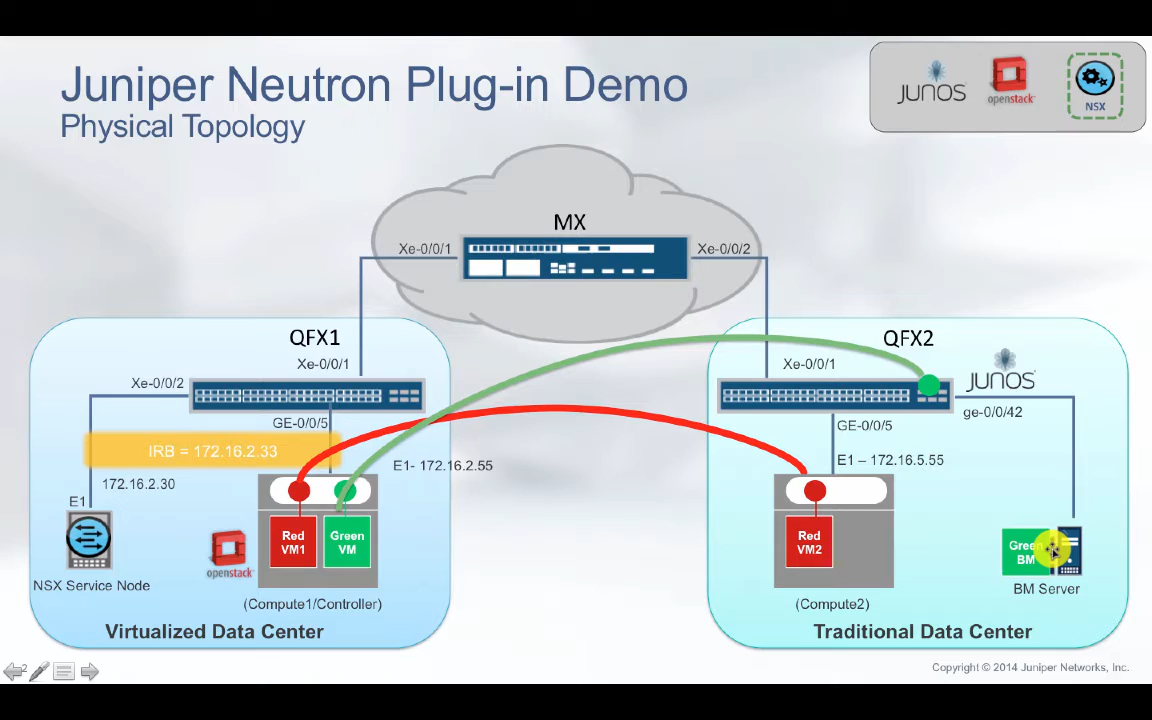 Juniper Neutron Plug-in Demo
Physical Topology
JUNOS
openstack
NSX
MX
Xe-0/0/1
Xe-0/0/2
QFX1
Xe-0/0/1
Xe-0/0/2
GE-0/0/5
IRB = 172.16.2.33
172.16.2.30
E1
E1- 172.16.2.55
NSX Service Node
openstack
Red
VM1
Green
VM
(Compute1/Controller)
Virtualized Data Center
QFX2
Xe-0/0/1
JUNOS
ge-0/0/42
GE-0/0/5
E1 – 172.16.5.55
Red
VM2
(Compute2)
Green
BM
BM Server
Traditional Data Center
2
Copyright © 2014 Juniper Networks, Inc.